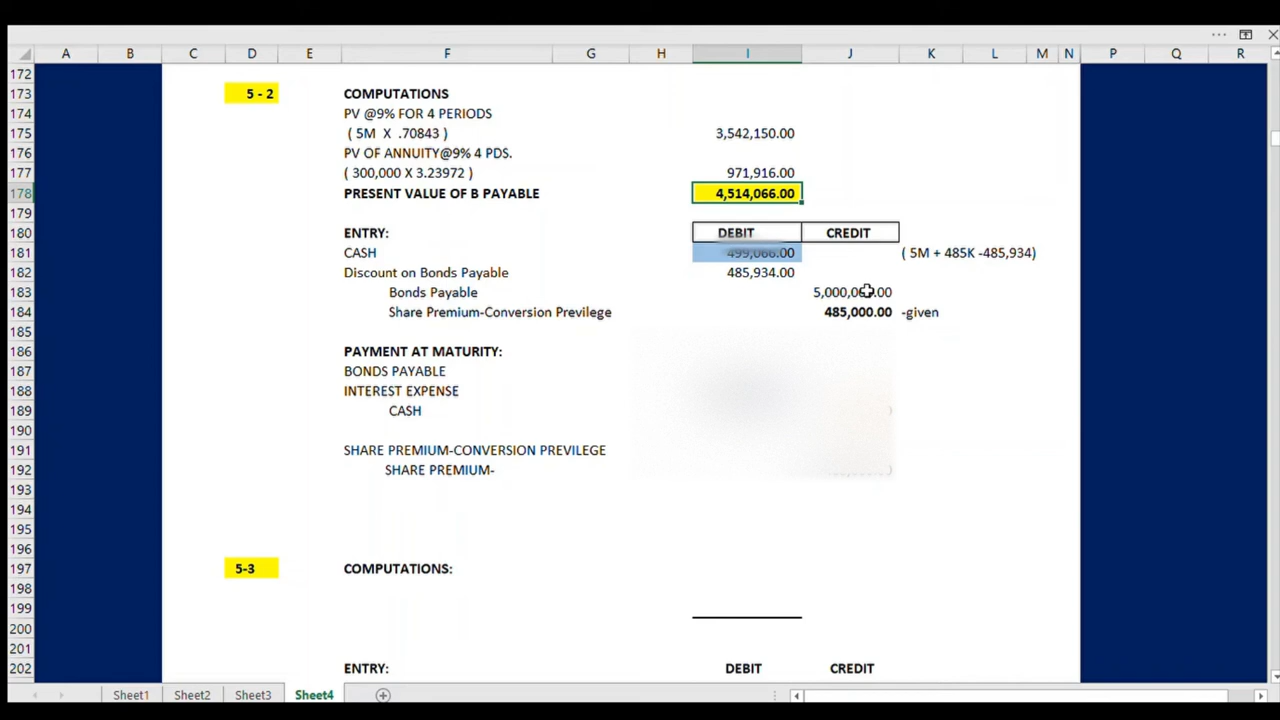 A B C D E F G H I J K L M N P Q R
172
173 5 - 2 COMPUTATIONS
174 PV @9% FOR 4 PERIODS
175 ( 5M X .70843 ) 3,542,150.00
176 PV OF ANNUITY@9% 4 PDS.
177 ( 300,000 X 3.23972 ) 971,916.00
178 PRESENT VALUE OF B PAYABLE 4,514,066.00
179
180 ENTRY: DEBIT CREDIT
181 CASH 499,066.00 ( 5M + 485K -485,934)
182 Discount on Bonds Payable 485,934.00
183 Bonds Payable
184 Share Premium-Conversion Previlege 485,000.00 -given
185
186 PAYMENT AT MATURITY:
187 BONDS PAYABLE
188 INTEREST EXPENSE
189 CASH )
190
191 SHARE PREMIUM-CONVERSION PREVILEGE
192 SHARE PREMIUM- )
193
194
195
196
197 5-3 COMPUTATIONS:
198
199
200
201
202 ENTRY: DEBIT CREDIT
Sheet1 Sheet2 Sheet3 Sheet4